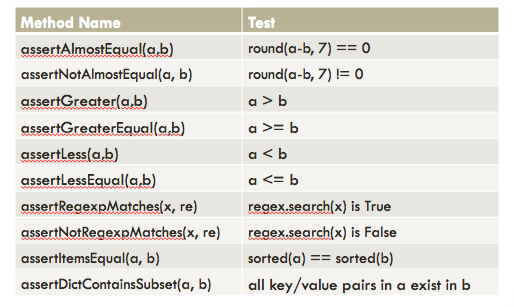 Method Name Test
assertAlmostEqual(a,b) round(a-b, 7) == 0
assertNotAlmostEqual(a, b) round(a-b, 7) != 0
assertGreater(a,b) a > b
assertGreaterEqual(a,b) a >= b
assertLess(a,b) a < b
assertLessEqual(a,b) a <= b
assertRegexpMatches(x, re) regex.search(x) is True
assertNotRegexpMatches(x, re) regex.search(x) is False
assertItemsEqual(a, b) sorted(a) == sorted(b)
assertDictContainsSubset(a, b) all key/value pairs in a exist in b